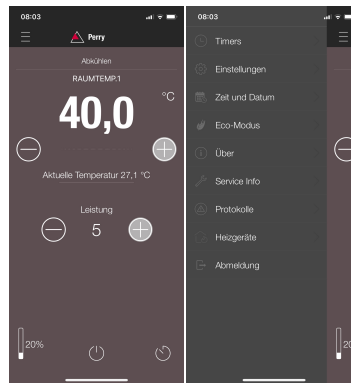 08:03
Perry
Abkühlen
RAUMTEMP.1
40,0 °C
Aktuelle Temperatur 27,1 °C
Leistung
5
20%
08:03
Timers
Einstellungen
Zeit und Datum
Eco-Modus
Über
Service Info
Protokolle
Heizgeräte
Abmeldung
20